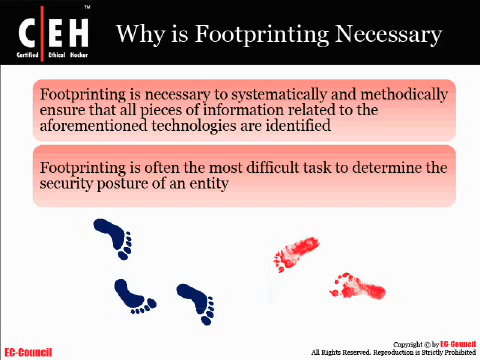 C|EH
TM
Certified Ethical Hacker
Why is Footprinting Necessary
Footprinting is necessary to systematically and methodically
ensure that all pieces of information related to the
aforementioned technologies are identified
Footprinting is often the most difficult task to determine the
security posture of an entity
EC-Council
Copyright © by EC-Council
All Rights Reserved. Reproduction is Strictly Prohibited